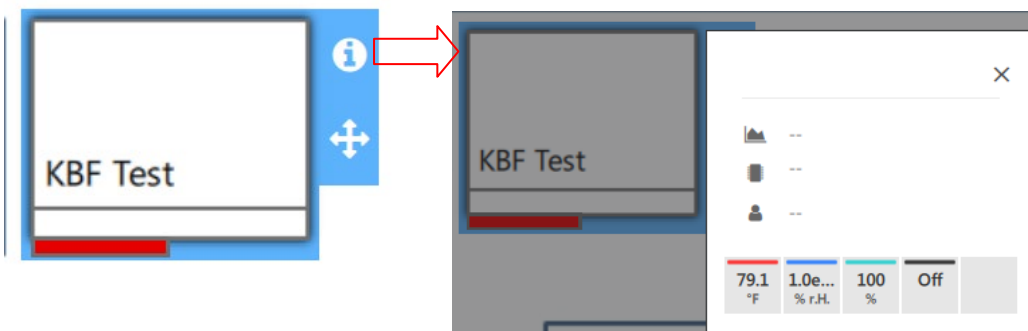 KBF Test
KBF Test
--
--
--
79.1 1.0e... 100 Off
°F % r.H. %